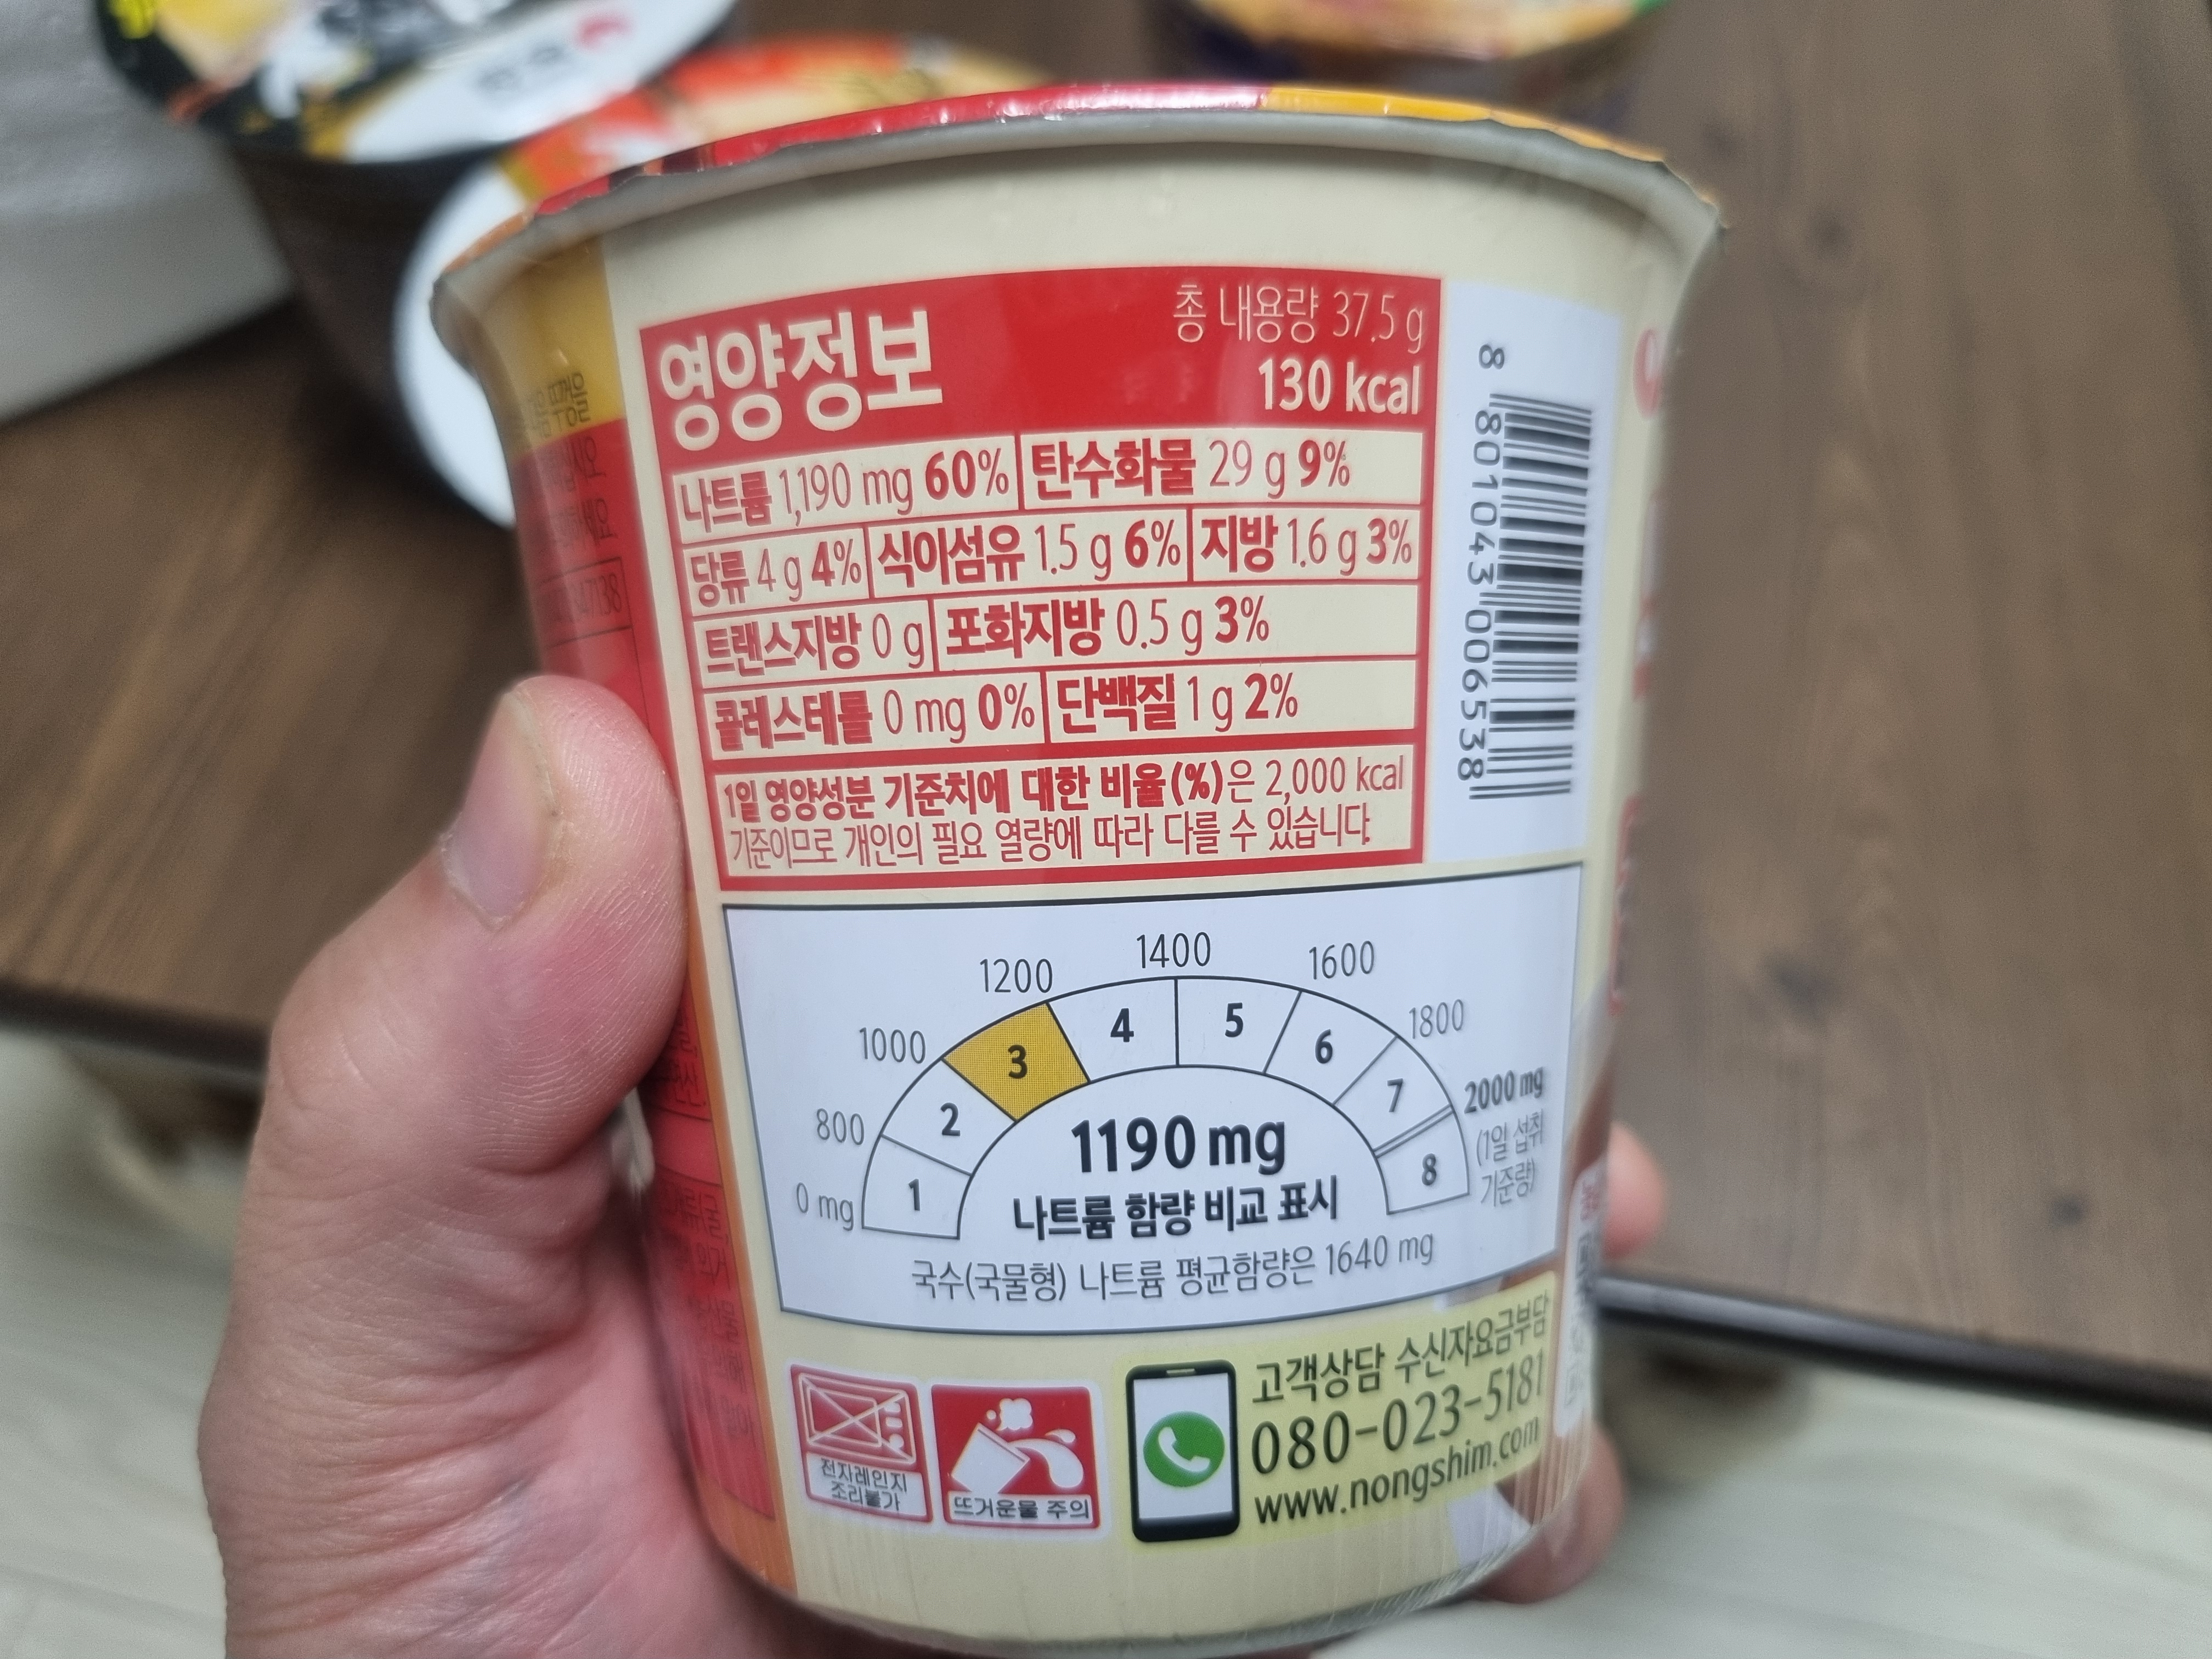 영양정보
총 내용량 37.5 g
130 kcal
나트륨 1,190 mg 60% 탄수화물 29 g 9%
당류 4 g 4% 식이섬유 1.5 g 6% 지방 1.6 g 3%
트랜스지방 0 g 포화지방 0.5 g 3%
콜레스테롤 0 mg 0% 단백질 1 g 2%
1일 영양성분 기준치에 대한 비율(%)은 2,000 kcal
기준이므로 개인의 필요 열량에 따라 다를 수 있습니다.
8 801043 006538
0 mg 800 1000 1200 1400 1600 1800 2000 mg
(1일 섭취
기준량)
1 2 3 4 5 6 7 8
1190 mg
나트륨 함량 비교 표시
국수(국물형) 나트륨 평균함량은 1640 mg
전자레인지
조리불가
뜨거운물 주의
고객상담 수신자요금부담
080-023-5181
www.nongshim.com